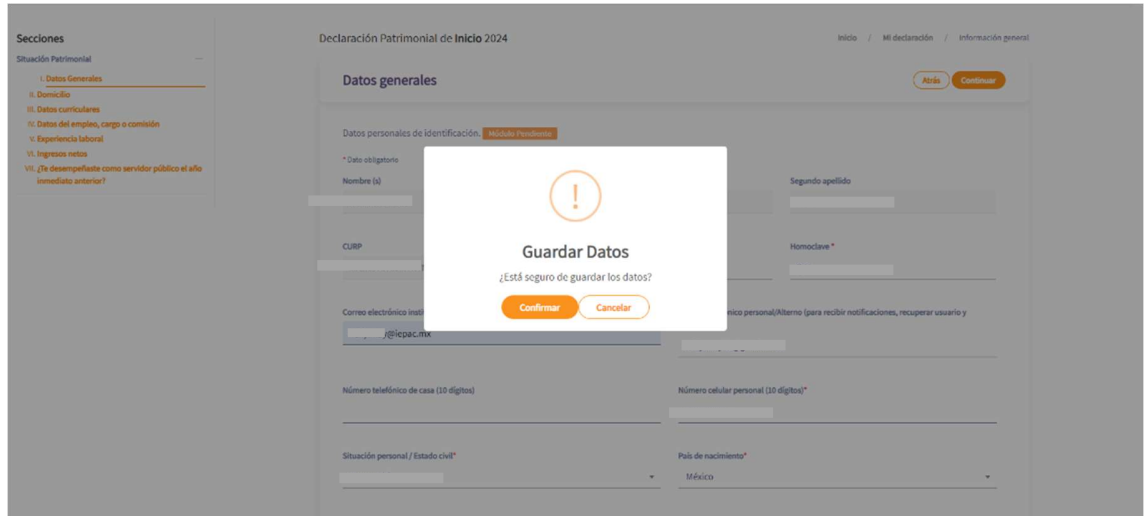 Secciones
Situación Patrimonial
I. Datos Generales
II. Domicilio
III. Datos curriculares
IV. Datos del empleo, cargo o comisión
V. Experiencia laboral
VI. Ingresos netos
VII. ¿Te desempeñaste como servidor público el año
inmediato anterior?
Declaración Patrimonial de Inicio 2024
Inicio / Mi declaración / Información general
Datos generales
Atrás
Continuar
Datos personales de identificación. Módulo Pendiente
* Dato obligatorio
Nombre (s)
Segundo apellido
CURP
Homoclave *
Guardar Datos
¿Está seguro de guardar los datos?
Confirmar
Cancelar
Correo electrónico
personal/Alterno (para recibir notificaciones, recuperar usuario y
@iepac.mx
Número telefónico de casa (10 dígitos)
Número celular personal (10 dígitos)*
Situación personal / Estado civil*
País de nacimiento*
México